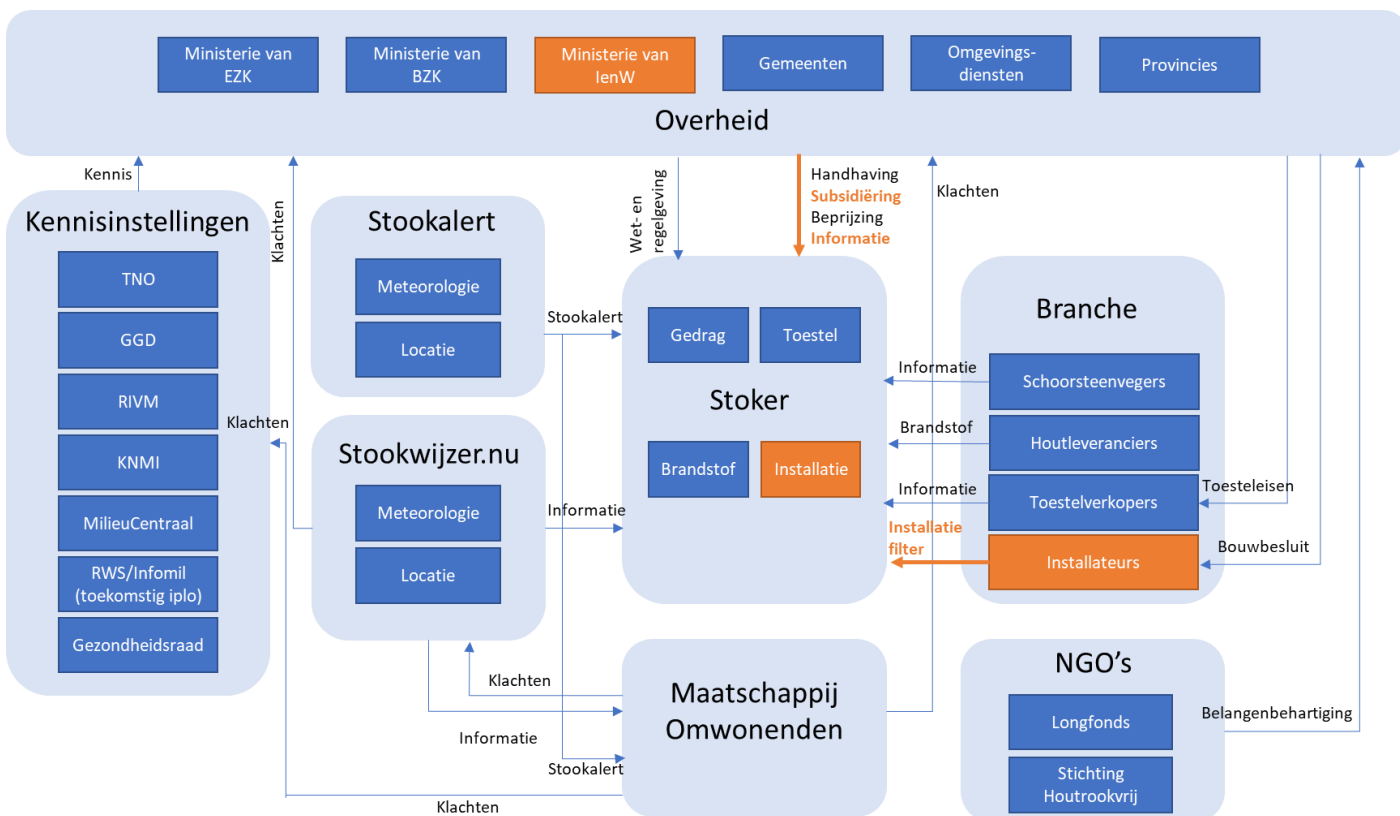 Ministerie van
EZK
Ministerie van
BZK
Ministerie van
IenW
Gemeenten
Omgevings-
diensten
Provincies
Overheid
Kennis
Klachten
Wet- en
regelgeving
Handhaving
Subsidiëring
Beprijzing
Informatie
Klachten
Kennisinstellingen
TNO
GGD
RIVM
KNMI
MilieuCentraal
RWS/Infomil
(toekomstig iplo)
Gezondheidsraad
Stookalert
Meteorologie
Locatie
Stookalert
Klachten
Stookwijzer.nu
Meteorologie
Locatie
Informatie
Gedrag
Toestel
Stoker
Brandstof
Installatie
Branche
Informatie
Schoorsteenvegers
Brandstof
Houtleveranciers
Informatie
Toestelverkopers
Toesteleisen
Installatie
filter
Installateurs
Bouwbesluit
Klachten
Informatie
Stookalert
Klachten
Maatschappij
Omwonenden
NGO’s
Longfonds
Stichting
Houtrookvrij
Belangenbehartiging